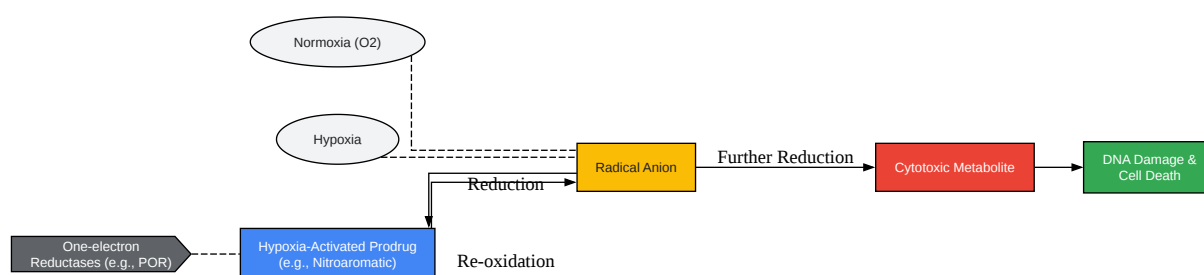 Normoxia (O2)
Hypoxia
Radical Anion
Further Reduction
Cytotoxic Metabolite
DNA Damage &
Cell Death
Reduction
One-electron
Reductases (e.g., POR)
Hypoxia-Activated Prodrug
(e.g., Nitroaromatic)
Re-oxidation